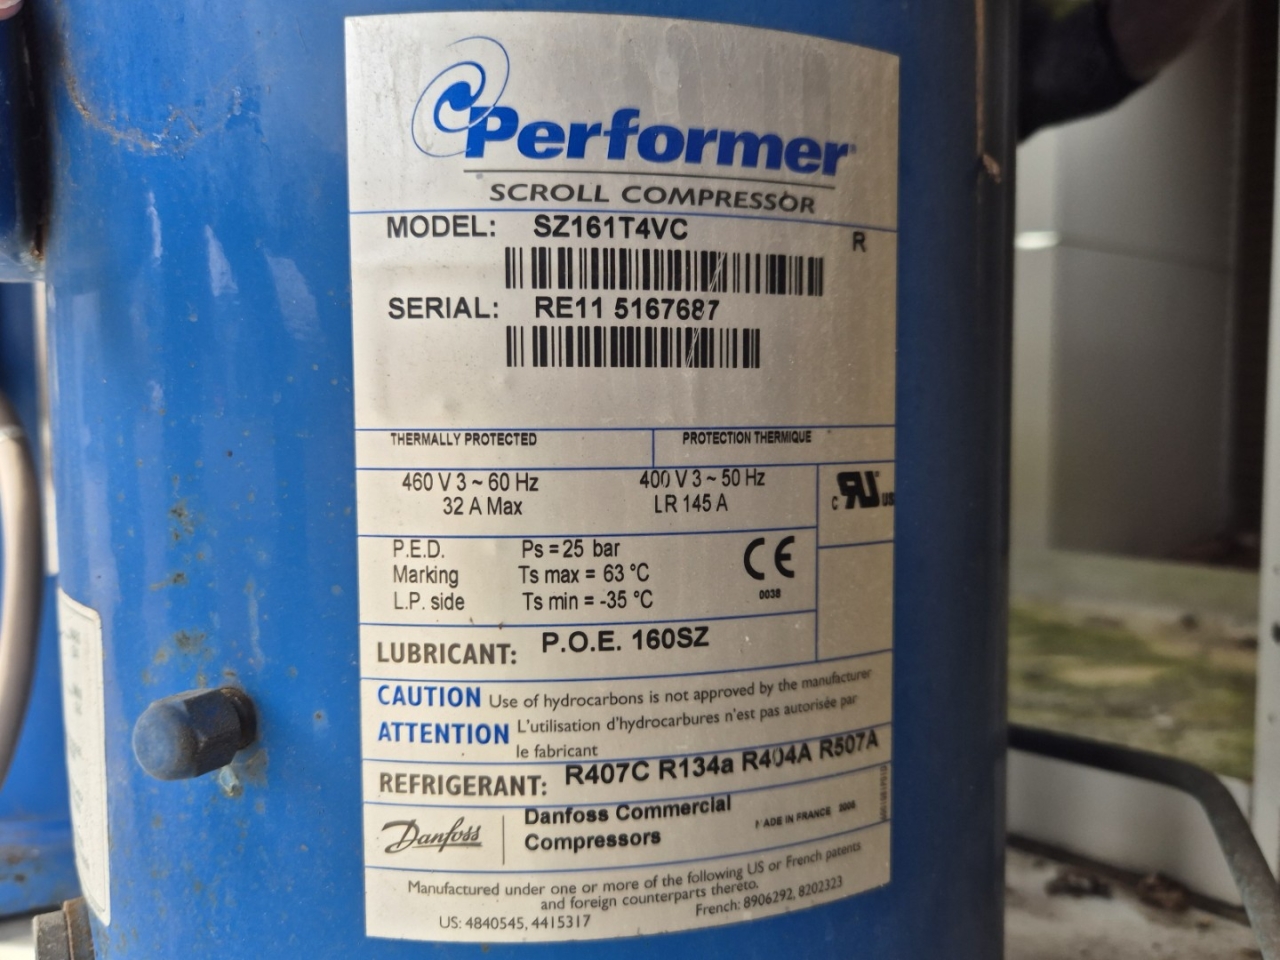 Performer
SCROLL COMPRESSOR
MODEL: SZ161T4VC
R
SERIAL: RE11 5167687
THERMALLY PROTECTED PROTECTION THERMIQUE
460 V 3 ~ 60 Hz 400 V 3 ~ 50 Hz
32 A Max LR 145 A
C RU US
P.E.D. Ps = 25 bar
Marking Ts max = 63 °C
L.P. side Ts min = -35 °C
CE
0038
LUBRICANT: P.O.E. 160SZ
CAUTION Use of hydrocarbons is not approved by the manufacturer
ATTENTION L'utilisation d'hydrocarbures n'est pas autorisée par
le fabricant
REFRIGERANT: R407C R134a R404A R507A
Danfoss
Danfoss Commercial
Compressors
MADE IN FRANCE
Manufactured under one or more of the following US or French patents
and foreign counterparts thereto.
US: 4840545, 4415317 French: 8906292, 8202323